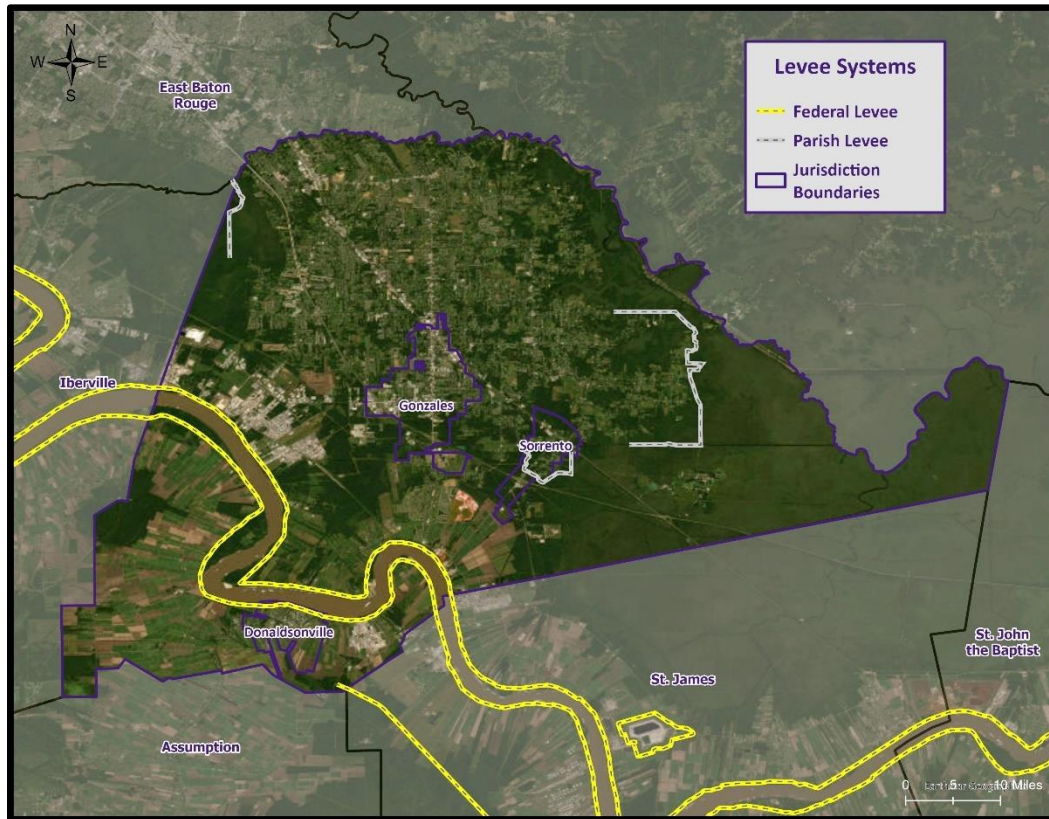 N
W E
S
East Baton
Rouge
Levee Systems
Federal Levee
Parish Levee
Jurisdiction
Boundaries
Iberville
Gonzales
Sorrento
Donaldsonville
St. James
St. John
the Baptist
Assumption
0 5 10 Miles